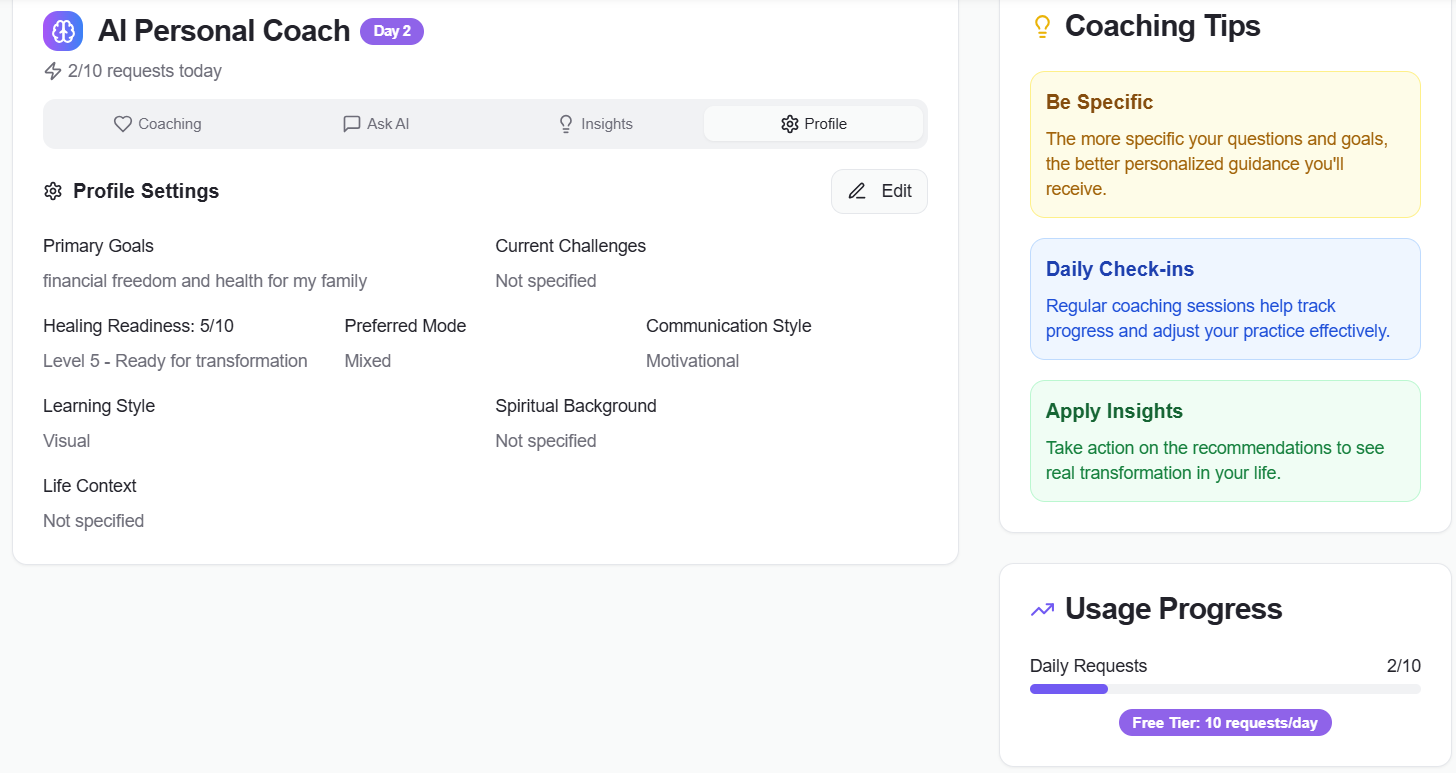 AI Personal Coach
Day 2
2/10 requests today
Coaching
Ask AI
Insights
Profile
Profile Settings
Edit
Primary Goals
financial freedom and health for my family
Current Challenges
Not specified
Healing Readiness: 5/10
Level 5 - Ready for transformation
Preferred Mode
Mixed
Communication Style
Motivational
Learning Style
Visual
Spiritual Background
Not specified
Life Context
Not specified
Coaching Tips
Be Specific
The more specific your questions and goals,
the better personalized guidance you'll
receive.
Daily Check-ins
Regular coaching sessions help track
progress and adjust your practice effectively.
Apply Insights
Take action on the recommendations to see
real transformation in your life.
Usage Progress
Daily Requests
2/10
Free Tier: 10 requests/day